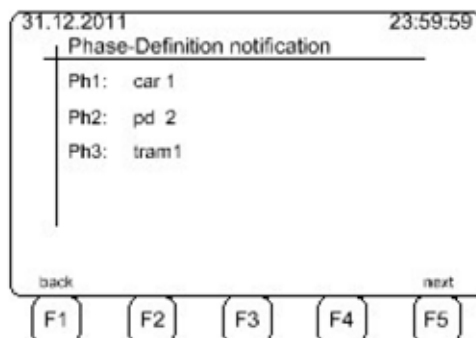 31.12.2011 23:59:59
Phase-Definition notification
Ph1: car 1
Ph2: pd 2
Ph3: tram1
back next
F1 F2 F3 F4 F5